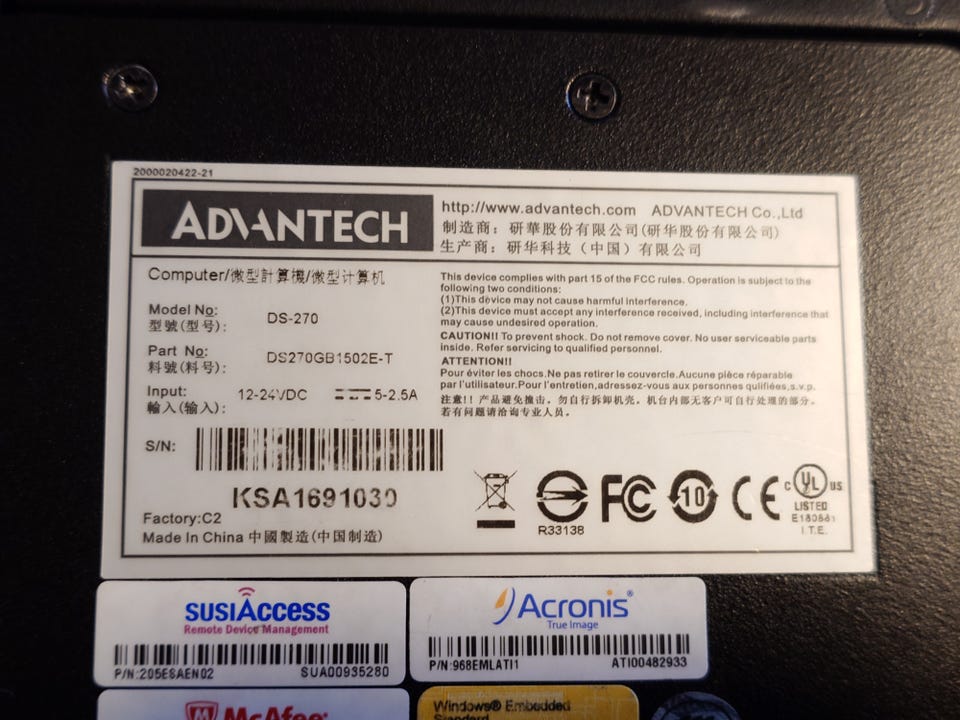 2000020422-21
ADVANTECH
http://www.advantech.com ADVANTECH Co.,Ltd
制造商：研華股份有限公司(研华股份有限公司)
生产商：研华科技（中国）有限公司
Computer/微型計算機/微型计算机
Model No:
型號(型号):
DS-270
Part No:
料號(料号):
DS270GB1502E-T
Input:
輸入(输入):
12-24VDC 5-2.5A
S/N:
KSA1691030
Factory:C2
Made In China 中國製造(中国制造)
This device complies with part 15 of the FCC rules. Operation is subject to the
following two conditions:
(1)This device may not cause harmful interference.
(2)This device must accept any interference received, including interference that
may cause undesired operation.
CAUTION!! To prevent shock. Do not remove cover. No user serviceable parts
inside. Refer servicing to qualified personnel.
ATTENTION!!
Pour éviter les chocs.Ne pas retirer le couvercle.Aucune pièce réparable
par l'utilisateur.Pour l'entretien,adressez-vous aux personnes qulifiées,s.v.p.
注意!! 产品避免撞击。勿自行拆卸机壳。机台内部无客户可自行处理的部分。
若有问题请洽询专业人员。
R33138
FC
10
CE
c UL us
LISTED
E180881
I.T.E.
SUSIAccess
Remote Device Management
P/N:205ESAEN02 SUA00935280
Acronis®
True Image
P/N:968EMLATI1 ATI00482933
McAfee
Windows® Embedded
Standard